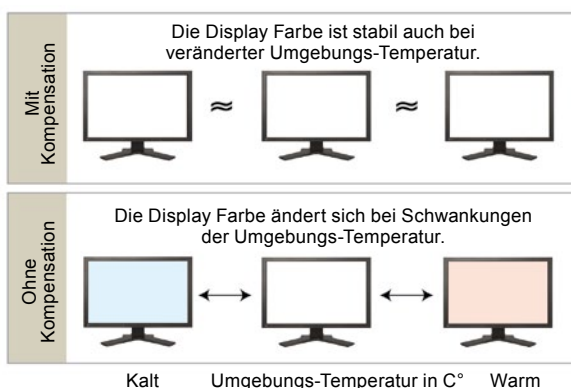 Mit
Kompensation
Die Display Farbe ist stabil auch bei
veränderter Umgebungs-Temperatur.
≈ ≈
Ohne
Kompensation
Die Display Farbe ändert sich bei Schwankungen
der Umgebungs-Temperatur.
Kalt Umgebungs-Temperatur in C° Warm